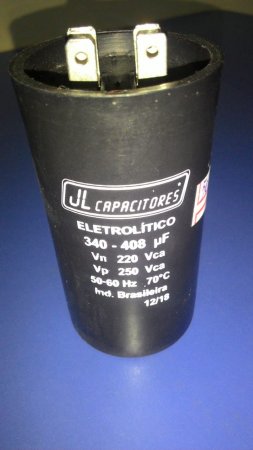 JL CAPACITORES
ELETROLÍTICO
340 - 408 µF
Vn 220 Vca
Vp 250 Vca
50-60 Hz 70°C
Ind. Brasileira
12/18